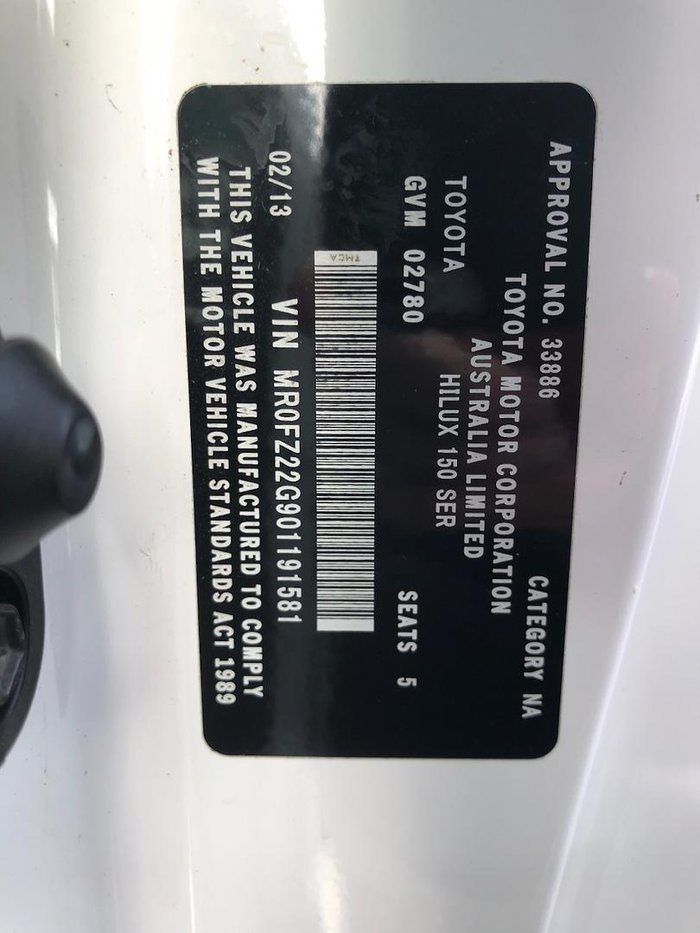 APPROVAL NO. 33886 CATEGORY NA
TOYOTA MOTOR CORPORATION
AUSTRALIA LIMITED
TOYOTA HILUX 150 SER
GVM 02780 SEATS 5
TMCA
VIN MR0FZ22G901191581
02/13
THIS VEHICLE WAS MANUFACTURED TO COMPLY
WITH THE MOTOR VEHICLE STANDARDS ACT 1989